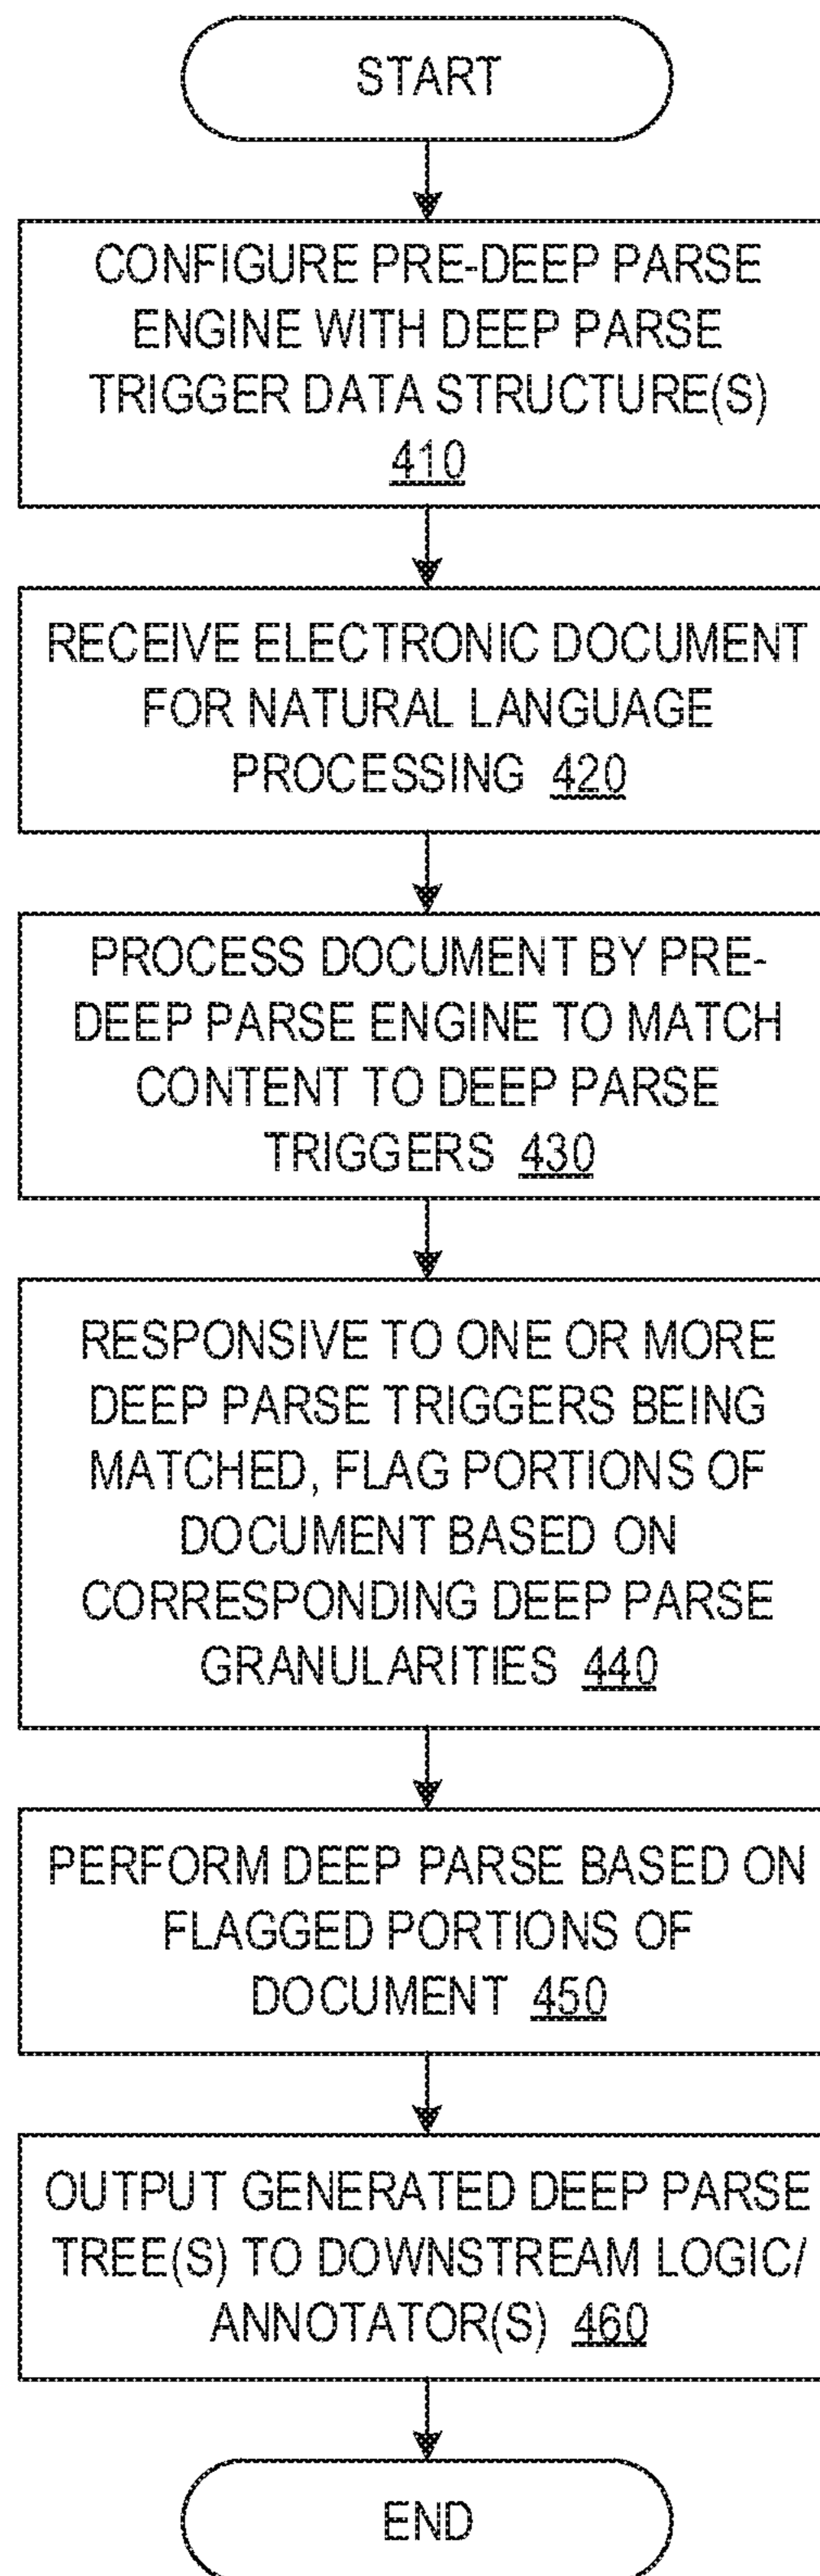 START
CONFIGURE PRE-DEEP PARSE
ENGINE WITH DEEP PARSE
TRIGGER DATA STRUCTURE(S)
410
RECEIVE ELECTRONIC DOCUMENT
FOR NATURAL LANGUAGE
PROCESSING 420
PROCESS DOCUMENT BY PRE-
DEEP PARSE ENGINE TO MATCH
CONTENT TO DEEP PARSE
TRIGGERS 430
RESPONSIVE TO ONE OR MORE
DEEP PARSE TRIGGERS BEING
MATCHED, FLAG PORTIONS OF
DOCUMENT BASED ON
CORRESPONDING DEEP PARSE
GRANULARITIES 440
PERFORM DEEP PARSE BASED ON
FLAGGED PORTIONS OF
DOCUMENT 450
OUTPUT GENERATED DEEP PARSE
TREE(S) TO DOWNSTREAM LOGIC/
ANNOTATOR(S) 460
END